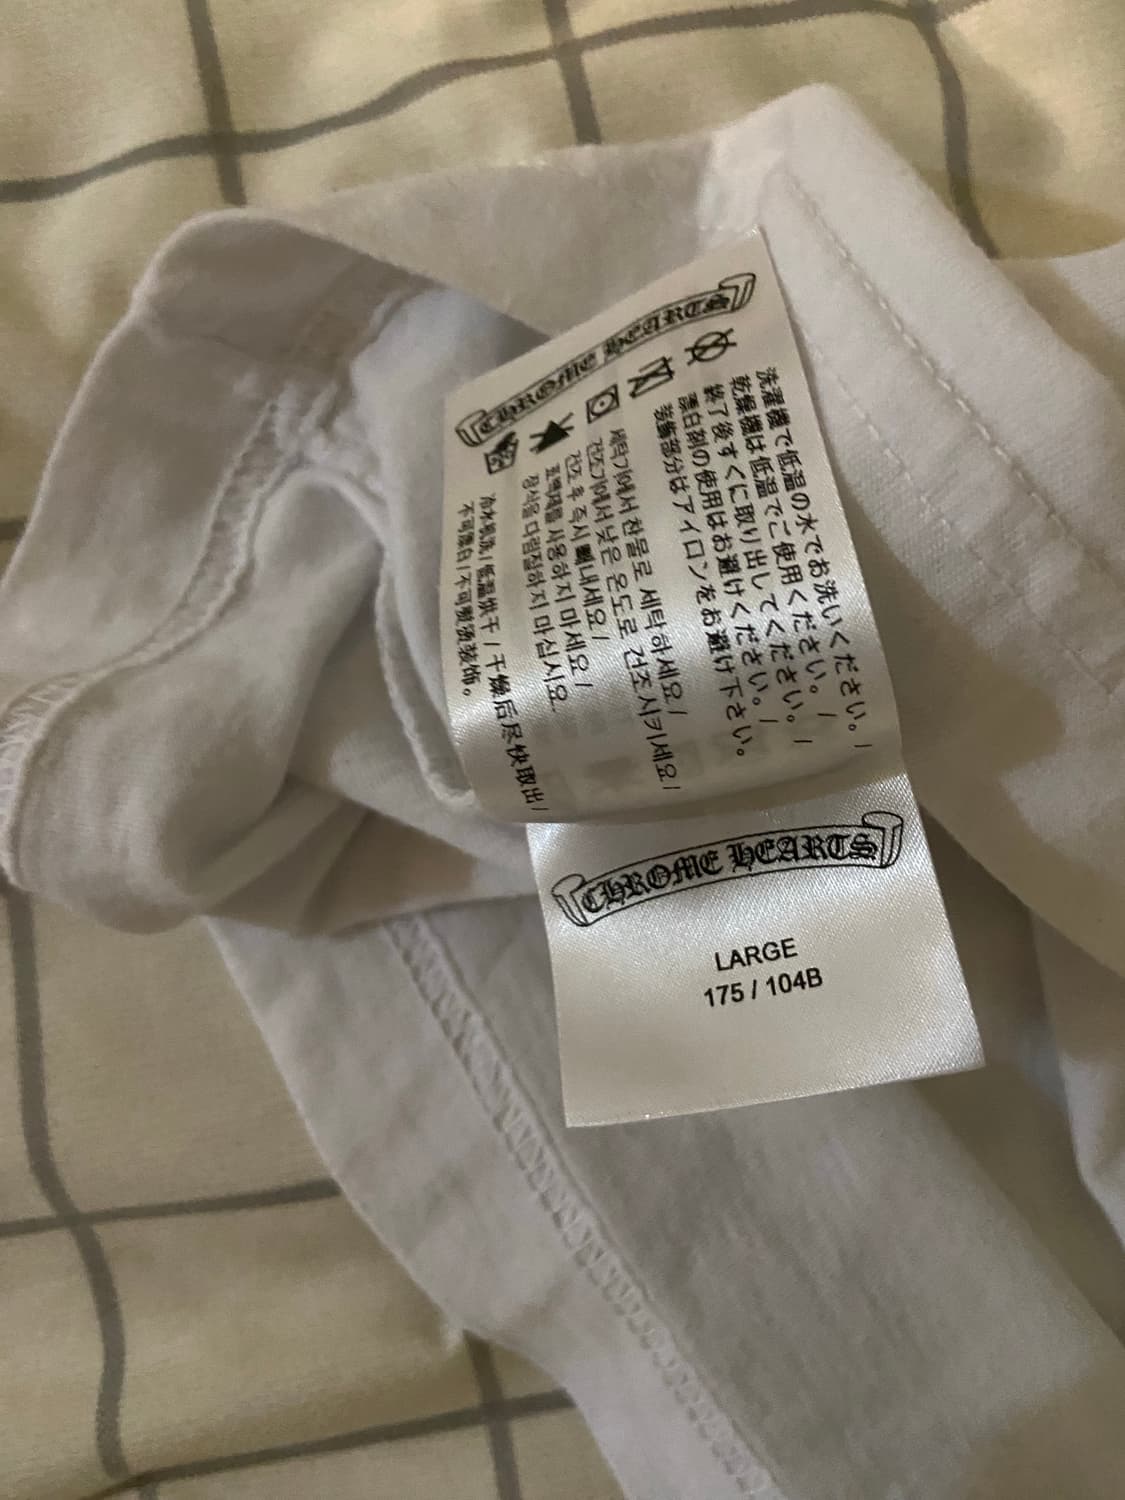 CHROME HEARTS
洗濯機で低温の水でお洗いください。/
乾燥機は低温でご使用ください。/
終了後すぐに取り出してください。/
漂白剤の使用はお避けください。/
装飾部分はアイロンをお避け下さい。
세탁기에서 찬물로 세탁하세요/
건조기에서 낮은 온도로 건조시키세요/
건조 후 즉시 빼내세요/
표백제를 사용하지 마세요/
장식을 다림질하지 마십시오.
冷水机洗/低温烘干/干燥后尽快取出/
不可漂白/不可熨烫装饰。
CHROME HEARTS
LARGE
175 / 104B